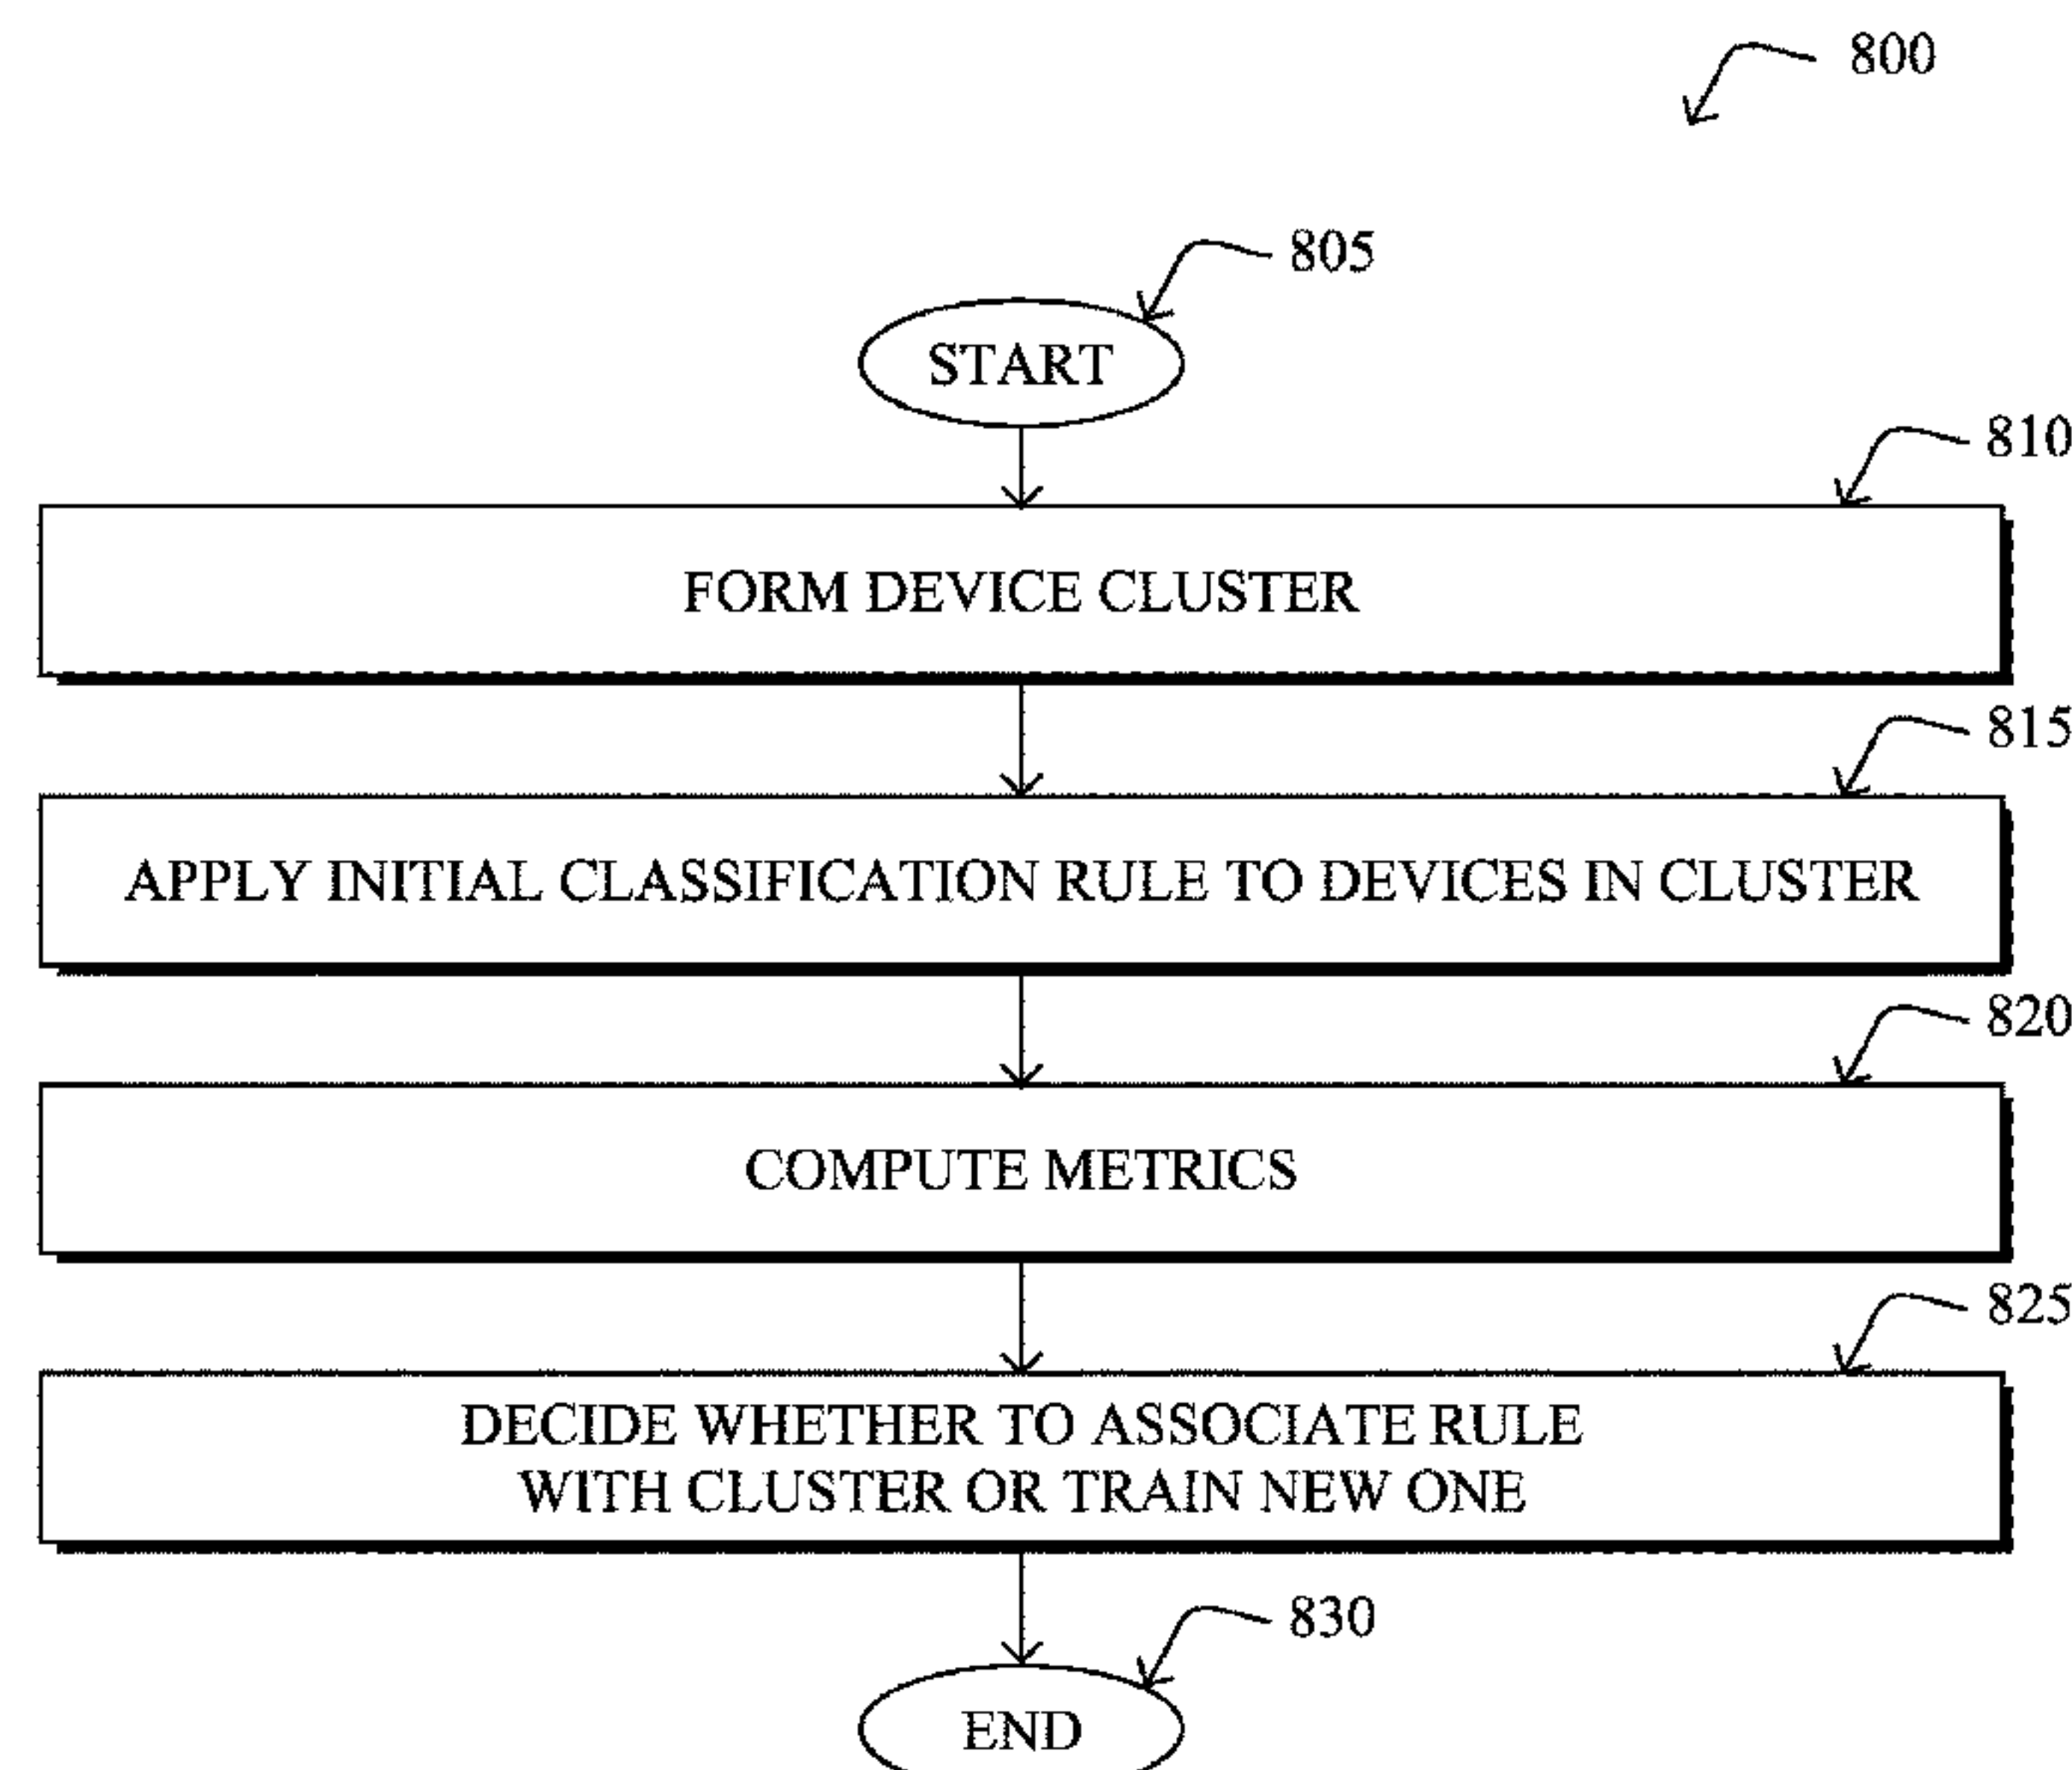 800
805
START
810
FORM DEVICE CLUSTER
815
APPLY INITIAL CLASSIFICATION RULE TO DEVICES IN CLUSTER
820
COMPUTE METRICS
825
DECIDE WHETHER TO ASSOCIATE RULE
WITH CLUSTER OR TRAIN NEW ONE
830
END